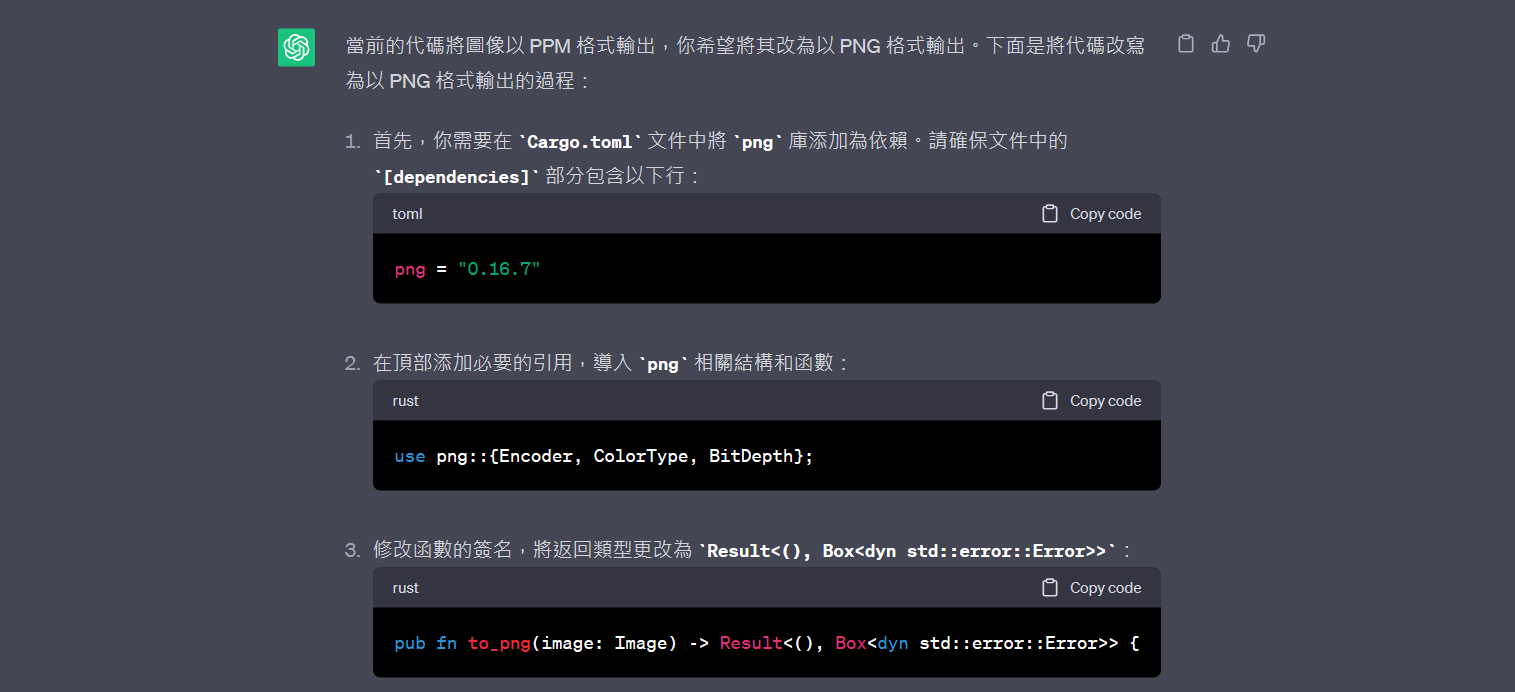 當前的代碼將圖像以 PPM 格式輸出，你希望將其改為以 PNG 格式輸出。下面是將代碼改寫
為以 PNG 格式輸出的過程：
1. 首先，你需要在 `Cargo.toml` 文件中將 `png` 庫添加為依賴。請確保文件中的
`[dependencies]` 部分包含以下行：
toml
Copy code
png = "0.16.7"
2. 在頂部添加必要的引用，導入 `png` 相關結構和函數：
rust
Copy code
use png::{Encoder, ColorType, BitDepth};
3. 修改函數的簽名，將返回類型更改為 `Result<(), Box<dyn std::error::Error>>`：
rust
Copy code
pub fn to_png(image: Image) -> Result<(), Box<dyn std::error::Error>> {